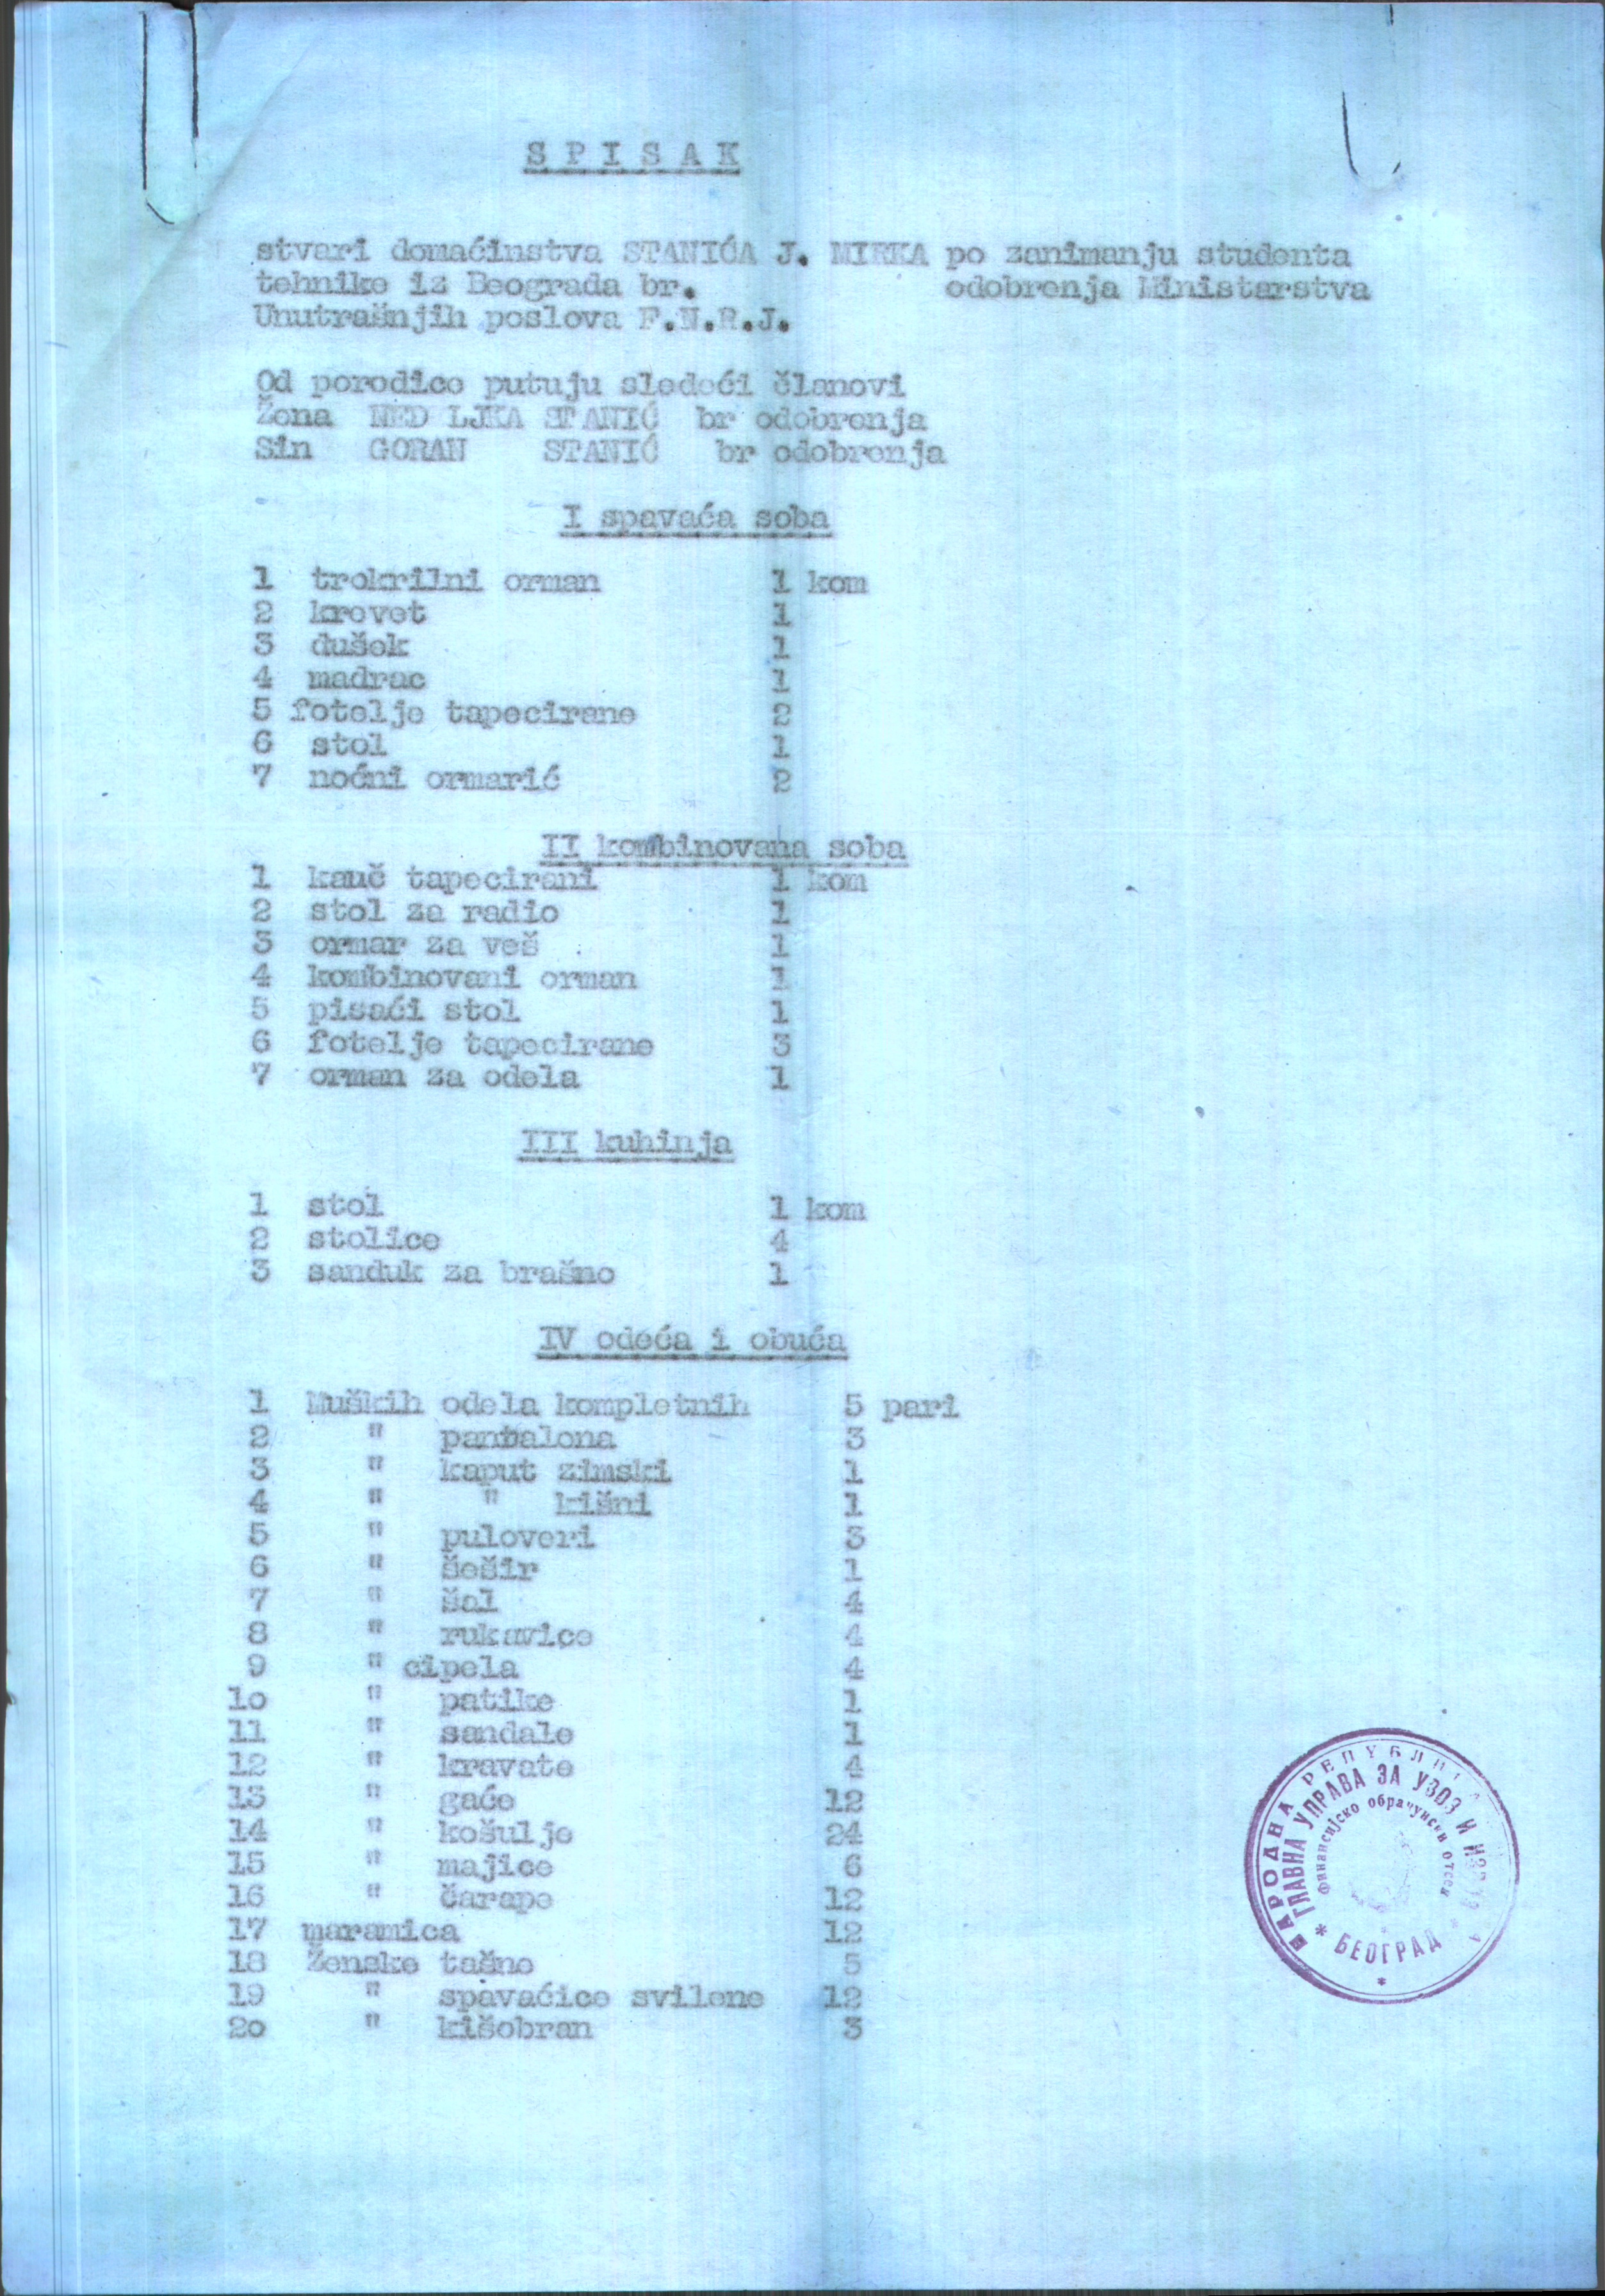 S P I S A K
stvari domaćinstva STANIĆA J. MIRKA po zanimanju studenta
tehnike iz Beograda br. odobrenja Ministarstva
Unutrašnjih poslova F.N.R.J.
Od porodice putuju sledeći članovi
Žena NED LJKA STANIĆ br odobrenja
Sin GORAN STANIĆ br odobrenja
I spavaća soba
1 trokrilni orman 1 kom
2 krevet 1
3 dušek 1
4 madrac 1
5 fotelje tapecirane 2
6 stol 1
7 noćni ormarić 2
II kombinovana soba
1 kauč tapecirani 1 kom
2 stol za radio 1
3 ormar za veš 1
4 kombinovani orman 1
5 pisaći stol 1
6 fotelje tapecirane 3
7 orman za odela 1
III kuhinja
1 stol 1 kom
2 stolice 4
3 sanduk za brašno 1
IV odeća i obuća
1 Muških odela kompletnih 5 pari
2 " pantalona 3
3 " kaput zimski 1
4 " " kišni 1
5 " puloveri 3
6 " šešir 1
7 " šal 4
8 " rukavice 4
9 " cipela 4
1o " patike 1
11 " sandale 1
12 " kravate 4
13 " gaće 12
14 " košulje 24
15 " majice 6
16 " čarape 12
17 maramica 12
18 Ženske tašne 5
19 " spavaćice svilene 12
2o " kišobran 3
НАРОДНА РЕПУБЛИКА
ГЛАВНА УПРАВА ЗА УВОЗ И
финансијско обрачунски отсек
* БЕОГРАД *